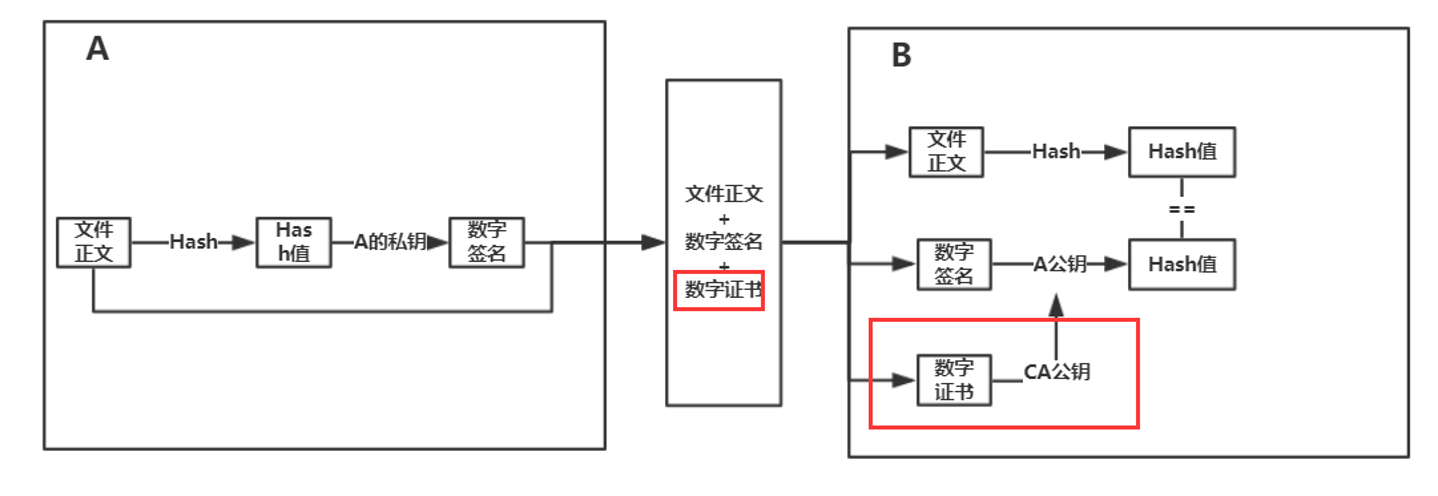 A
文件
正文
Hash
Has
h值
A的私钥
数字
签名
文件正文
+
数字签名
+
数字证书
B
文件
正文
Hash
Hash值
==
数字
签名
A公钥
Hash值
数字
证书
CA公钥